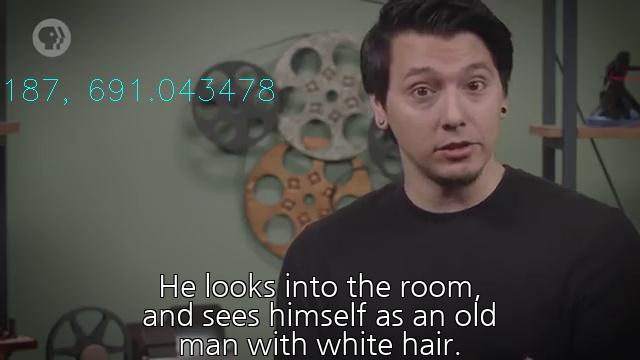 187, 691.043478
He looks into the room,
and sees himself as an old
man with white hair.